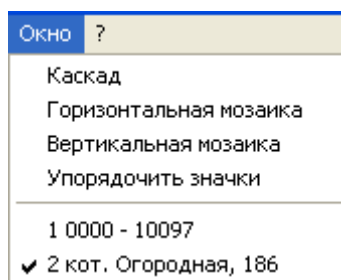 Окно ?
Каскад
Горизонтальная мозаика
Вертикальная мозаика
Упорядочить значки
1 0000 - 10097
2 кот. Огородная, 186